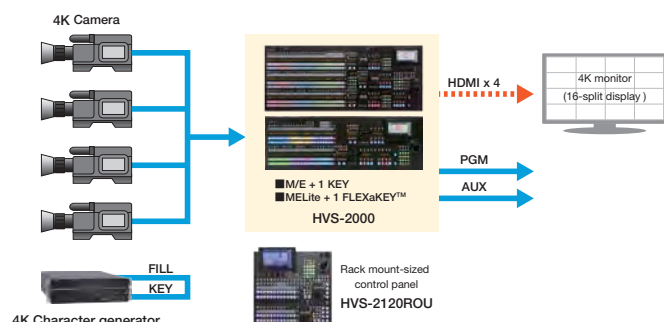 4K Camera
HDMI x 4
4K monitor
(16-split display )
PGM
AUX
■M/E + 1 KEY
■MELite + 1 FLEXaKEY™
HVS-2000
FILL
KEY
Rack mount-sized
control panel
HVS-2120ROU
4K Character generator